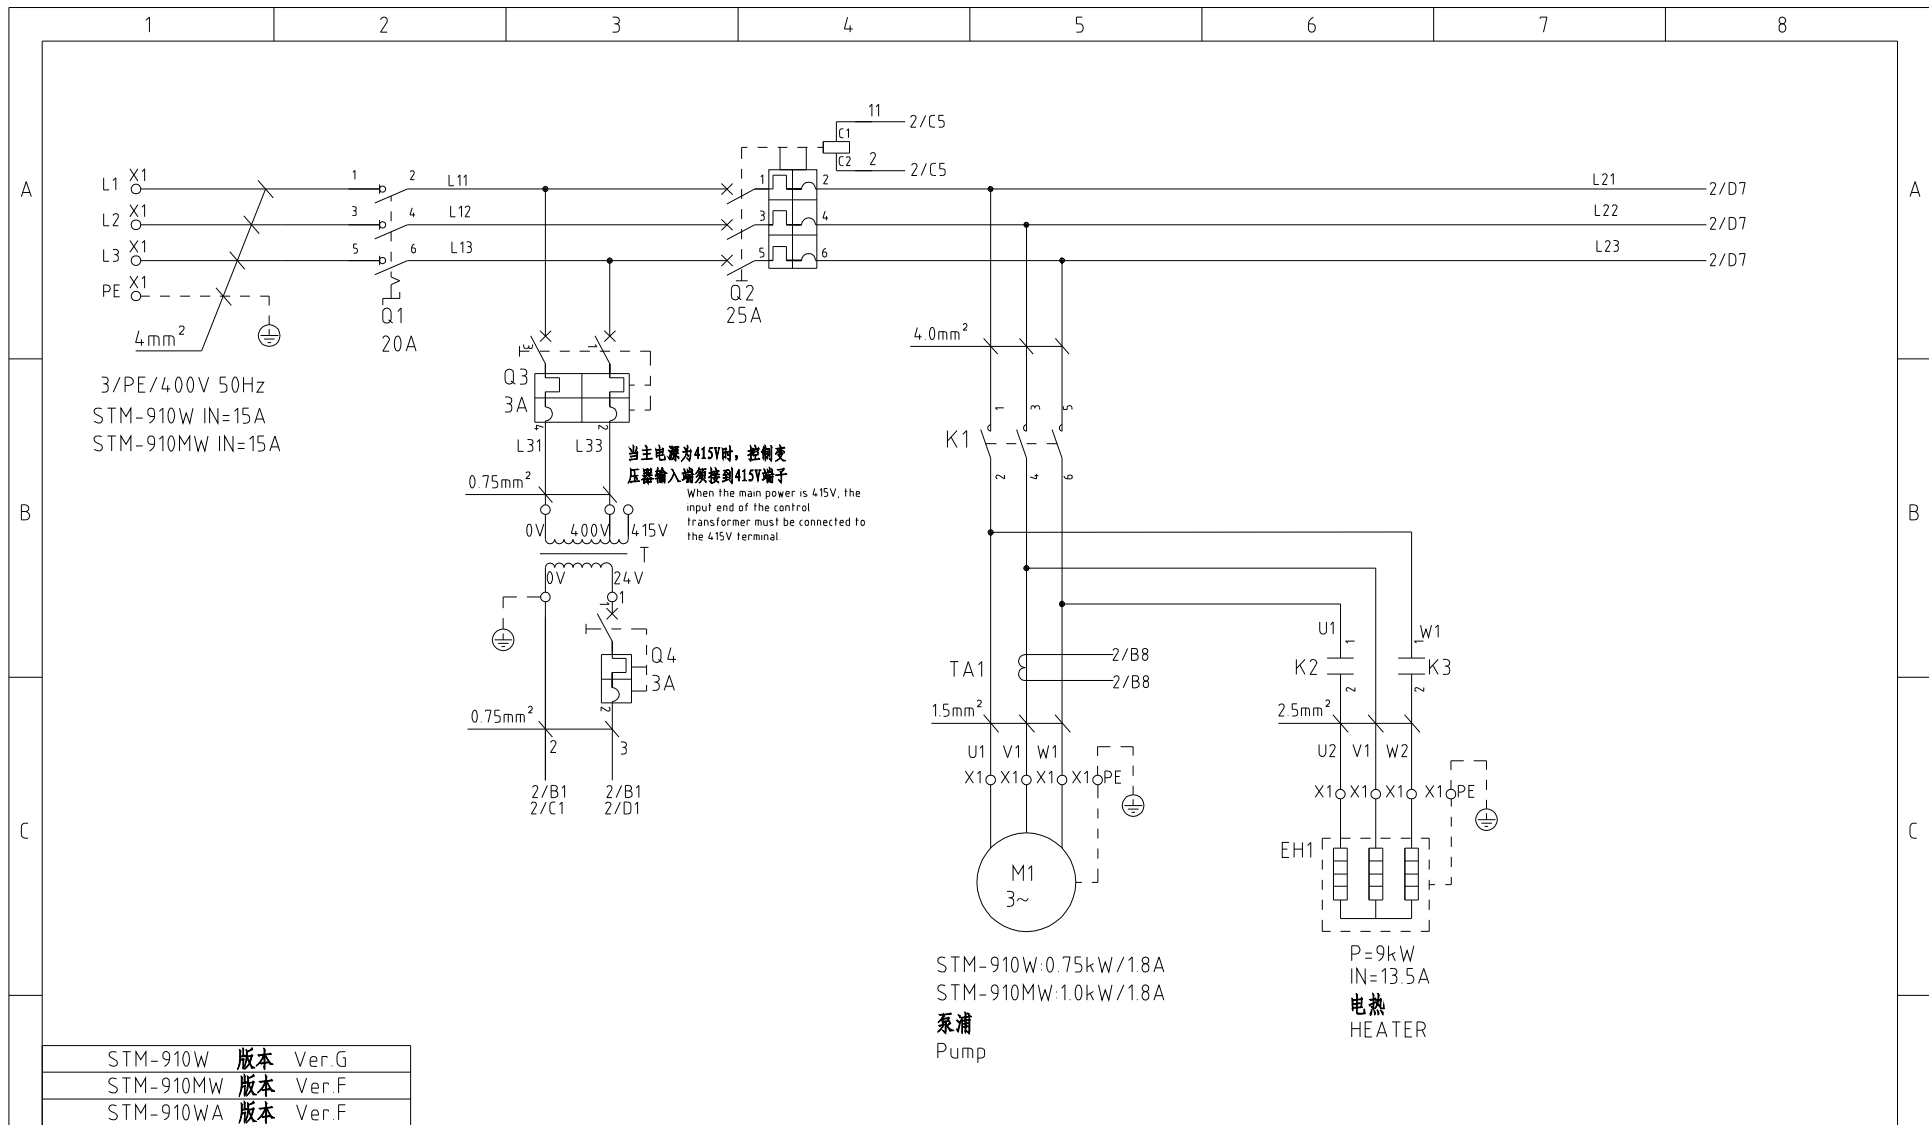 1 2 3 4 5 6 7 8
11 2/C5
C1
C2 2 2/C5
A A
L1 X1 1 2 L11 1 2 L21 2/D7
L2 X1 3 4 L12 3 4 L22 2/D7
L3 X1 5 6 L13 5 6 L23 2/D7
PE X1
Q1
20A
Q2
25A
4mm²
3/PE/400V 50Hz
STM-910W IN=15A
STM-910MW IN=15A
3 1
Q3
3A
4 2
L31 L33
0.75mm²
当主电源为415V时，控制变
压器输入端须接到415V端子
When the main power is 415V, the
input end of the control
transformer must be connected to
the 415V terminal.
0V 400V 415V
T
0V 24V
1
1
Q4
3A
2
0.75mm²
2 3
2/B1 2/B1
2/C1 2/D1
4.0mm²
1 3 5
K1
2 4 6
B B
TA1 2/B8
2/B8
1.5mm²
U1 V1 W1
X1 X1 X1 X1 PE
M1
3~
STM-910W:0.75kW/1.8A
STM-910MW:1.0kW/1.8A
泵浦
Pump
U1 1 W1 1
K2 K3
2 2
2.5mm²
U2 V1 W2
X1 X1 X1 X1 PE
EH1
P=9kW
IN=13.5A
电热
HEATER
C C
STM-910W 版本 Ver.G
STM-910MW 版本 Ver.F
STM-910WA 版本 Ver.F